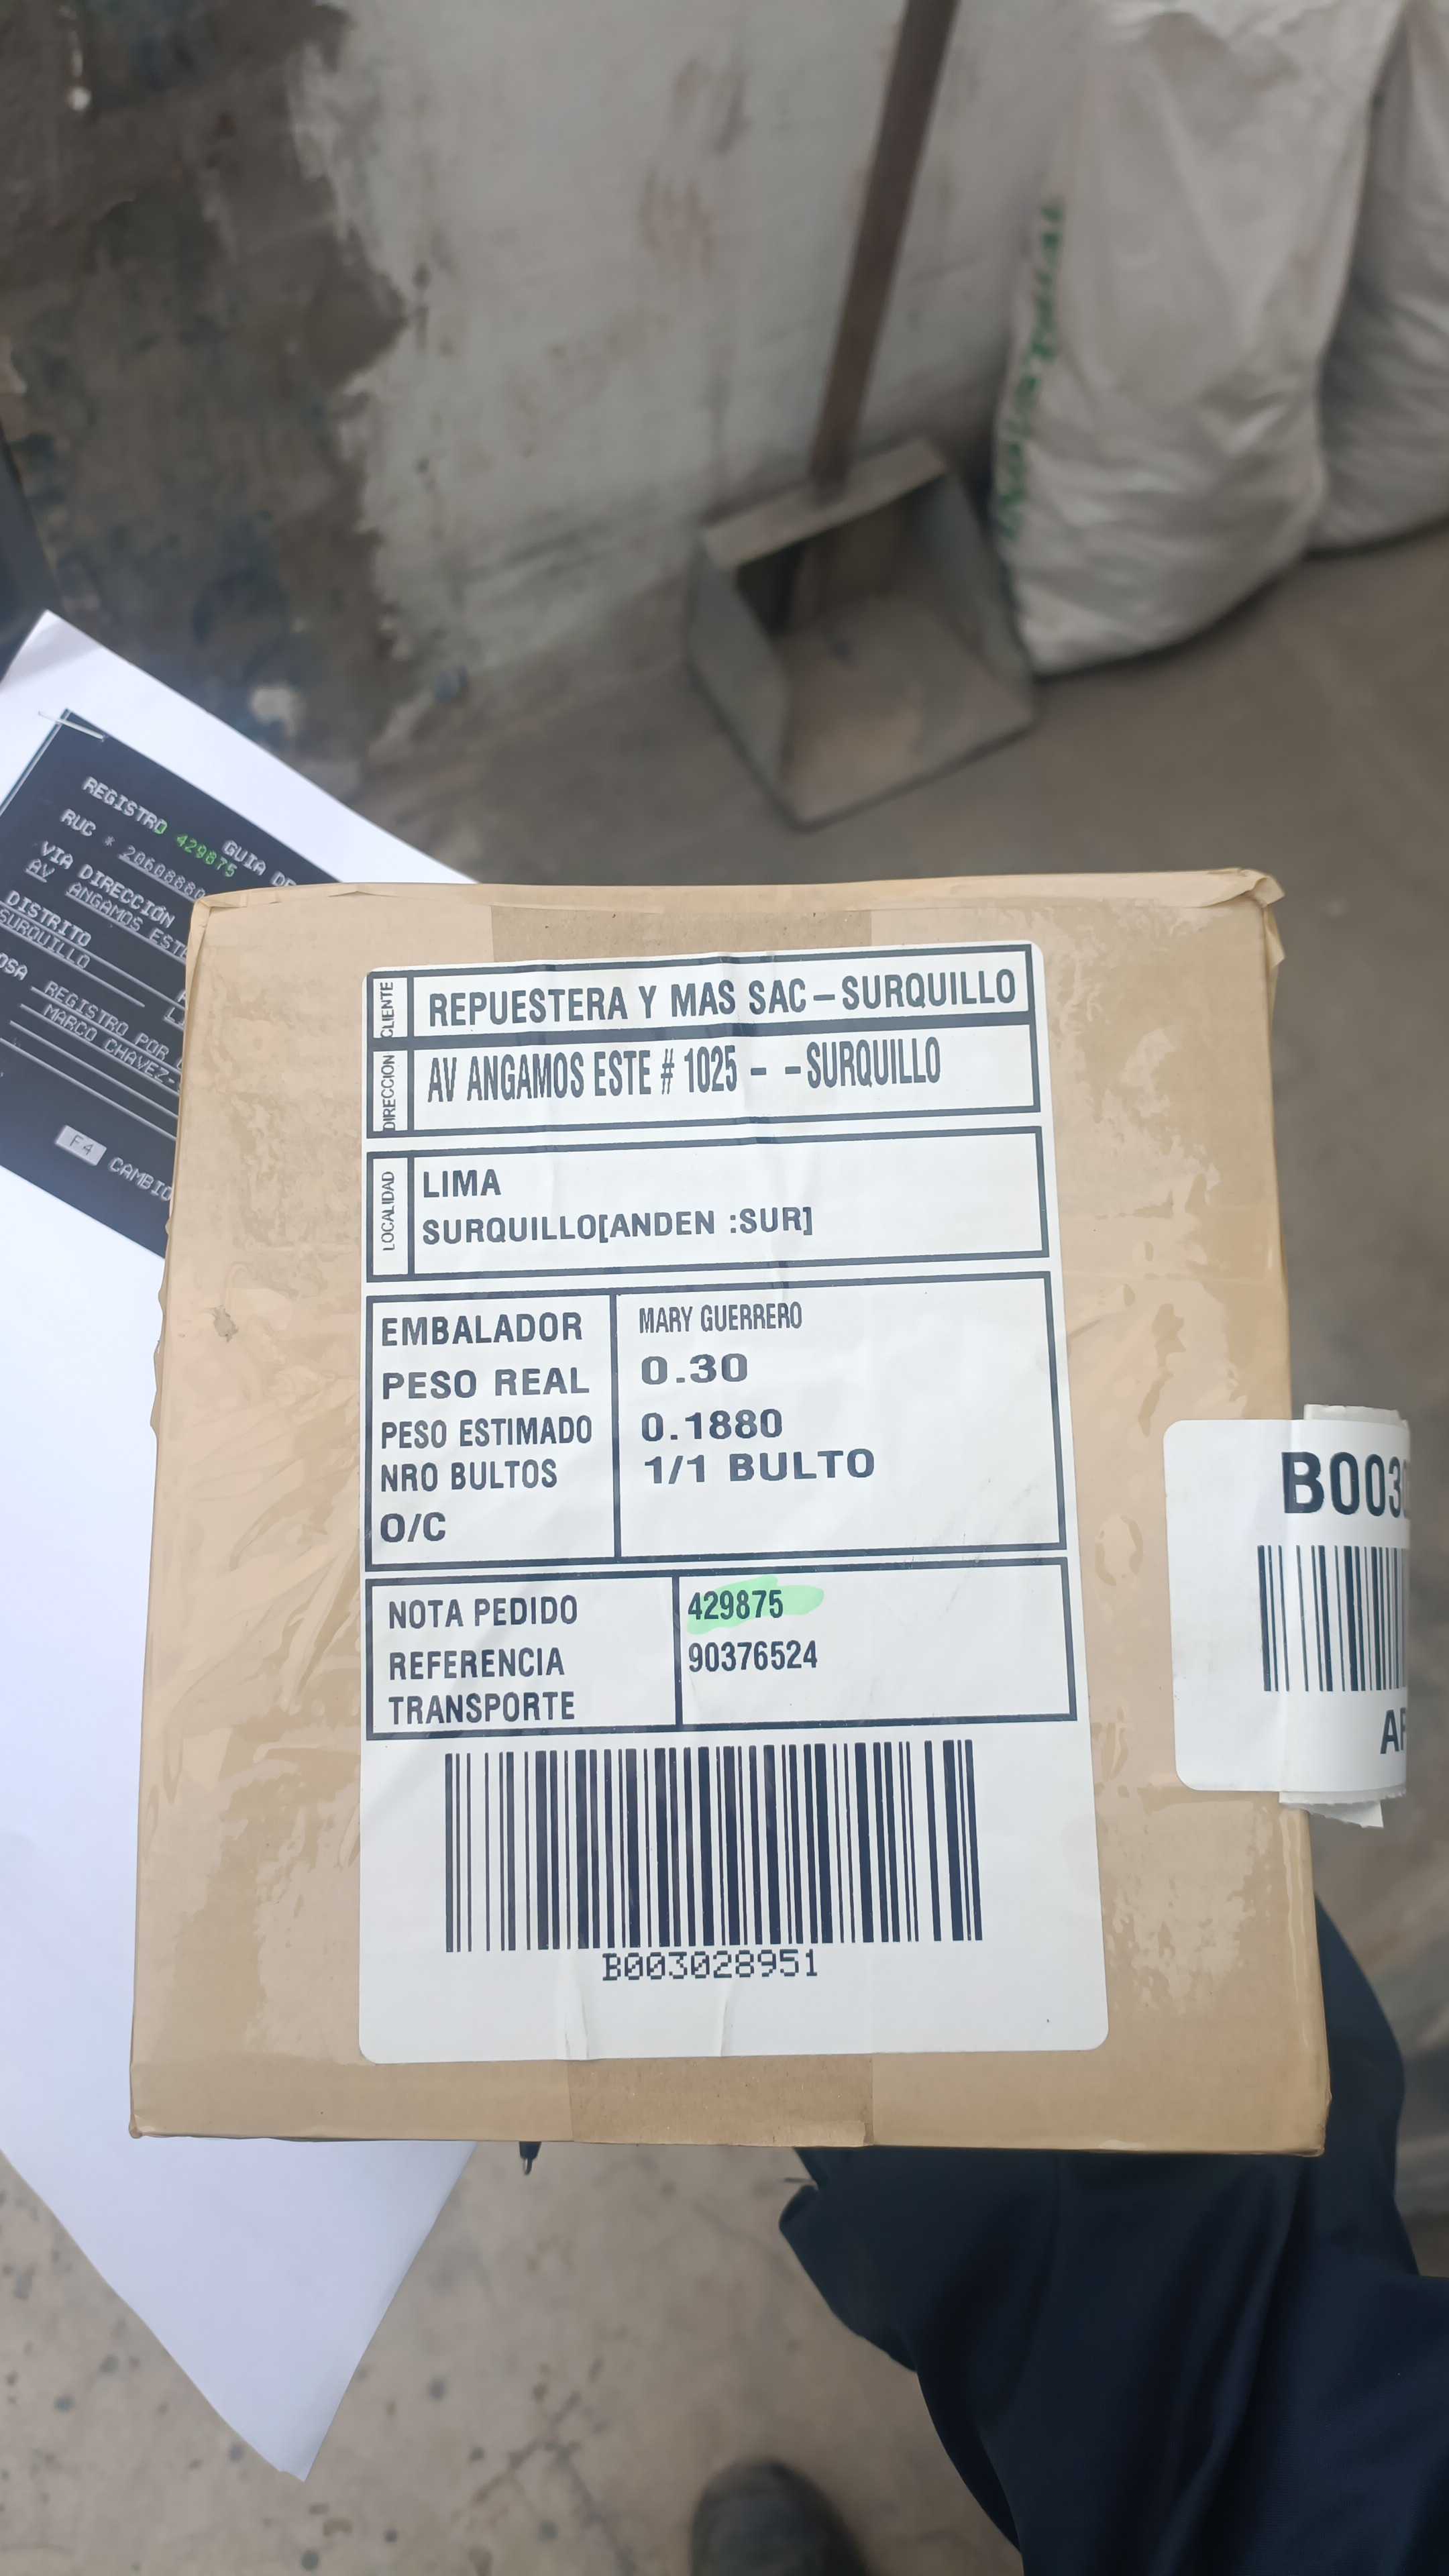 REGISTRO 429875 GUIA DE
RUC * 20608880
VIA DIRECCIÓN
AV ANGAMOS ESTE
DISTRITO
SURQUILLO
OSA REGISTRO POR
MARCO CHAVEZ-
F4 CAMBIO
CLIENTE REPUESTERA Y MAS SAC-SURQUILLO
DIRECCION AV ANGAMOS ESTE # 1025 - -SURQUILLO
LOCALIDAD LIMA
SURQUILLO[ANDEN :SUR]
EMBALADOR MARY GUERRERO
PESO REAL 0.30
PESO ESTIMADO 0.1880
NRO BULTOS 1/1 BULTO
O/C
NOTA PEDIDO 429875
REFERENCIA 90376524
TRANSPORTE
B003028951
B003